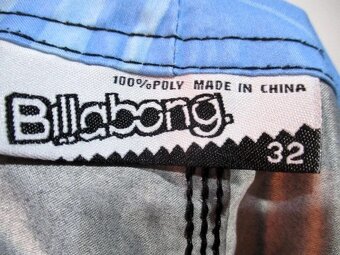 100% POLY MADE IN CHINA
Billabong.
32